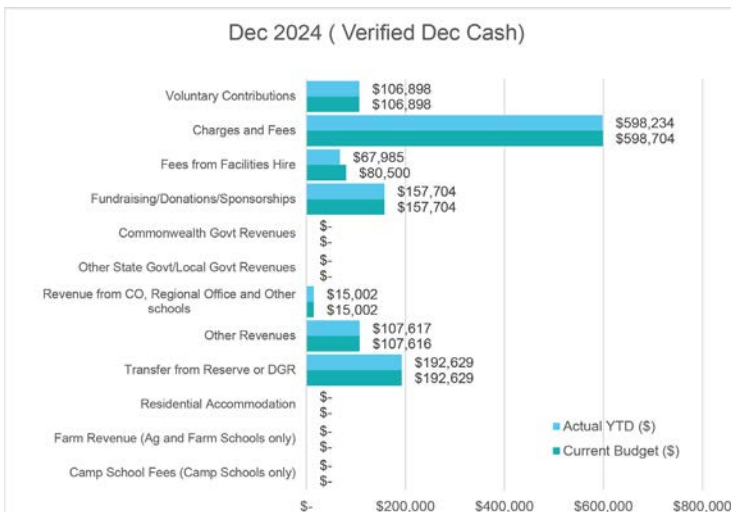 Dec 2024 ( Verified Dec Cash)
Voluntary Contributions
$106,898
$106,898
Charges and Fees
$598,234
$598,704
Fees from Facilities Hire
$67,985
$80,500
Fundraising/Donations/Sponsorships
$157,704
$157,704
Commonwealth Govt Revenues
$-
$-
Other State Govt/Local Govt Revenues
$-
$-
Revenue from CO, Regional Office and Other
schools
$15,002
$15,002
Other Revenues
$107,617
$107,616
Transfer from Reserve or DGR
$192,629
$192,629
Residential Accommodation
$-
$-
Farm Revenue (Ag and Farm Schools only)
$-
$-
Camp School Fees (Camp Schools only)
$-
$-
Actual YTD ($)
Current Budget ($)
$- $200,000 $400,000 $600,000 $800,000